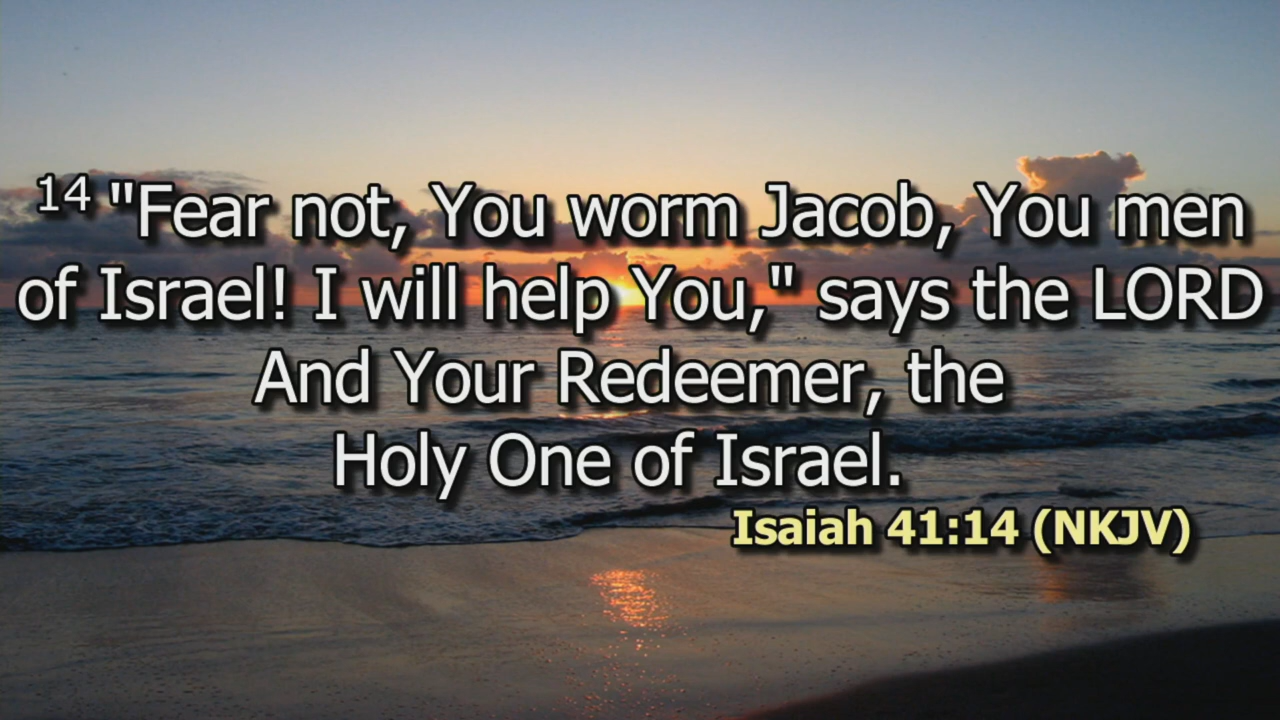 14 "Fear not, You worm Jacob, You men
of Israel! I will help You," says the LORD
And Your Redeemer, the
Holy One of Israel.
Isaiah 41:14 (NKJV)